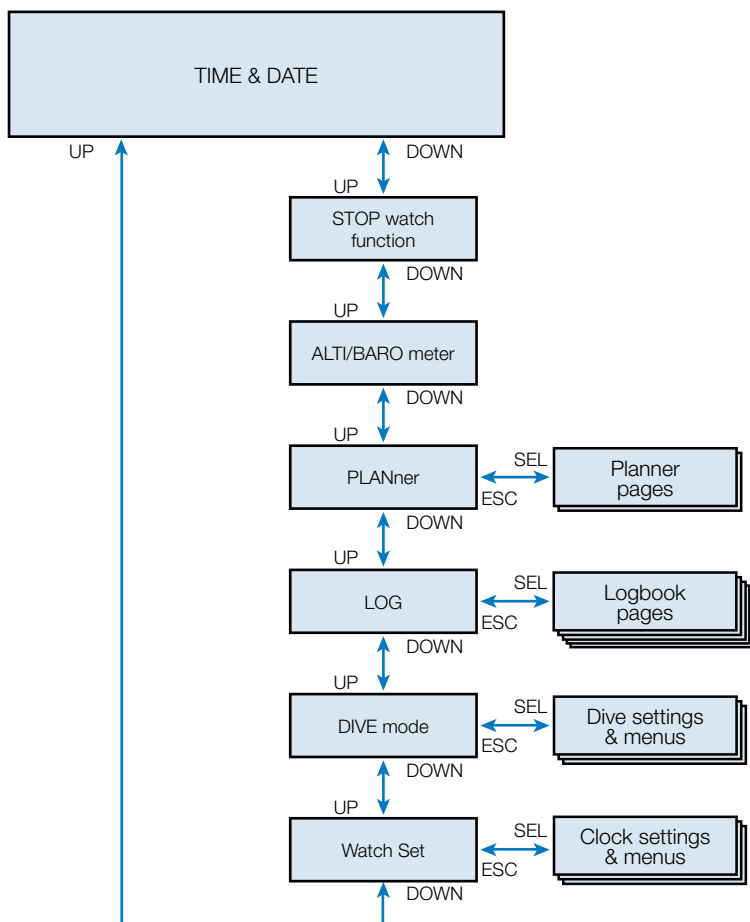 TIME & DATE
UP
DOWN
UP
STOP watch
function
DOWN
UP
ALTI/BARO meter
DOWN
UP
PLANner
SEL
ESC
Planner
pages
DOWN
UP
LOG
SEL
ESC
Logbook
pages
DOWN
UP
DIVE mode
SEL
ESC
Dive settings
& menus
DOWN
UP
Watch Set
SEL
ESC
Clock settings
& menus
DOWN